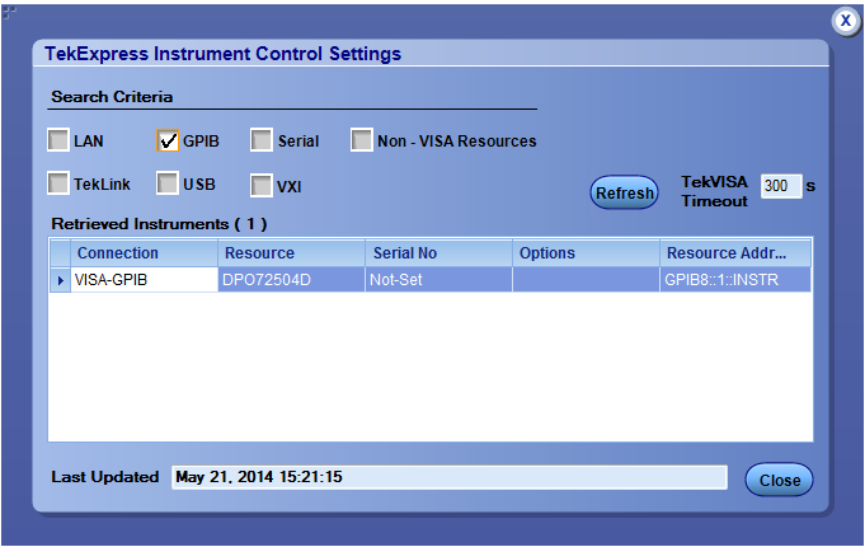 X
TekExpress Instrument Control Settings
Search Criteria
LAN GPIB Serial Non - VISA Resources
TekLink USB VXI
Refresh TekVISA Timeout 300 s
Retrieved Instruments ( 1 )
Connection Resource Serial No Options Resource Addr...
VISA-GPIB DPO72504D Not-Set GPIB8::1::INSTR
Last Updated May 21, 2014 15:21:15 Close